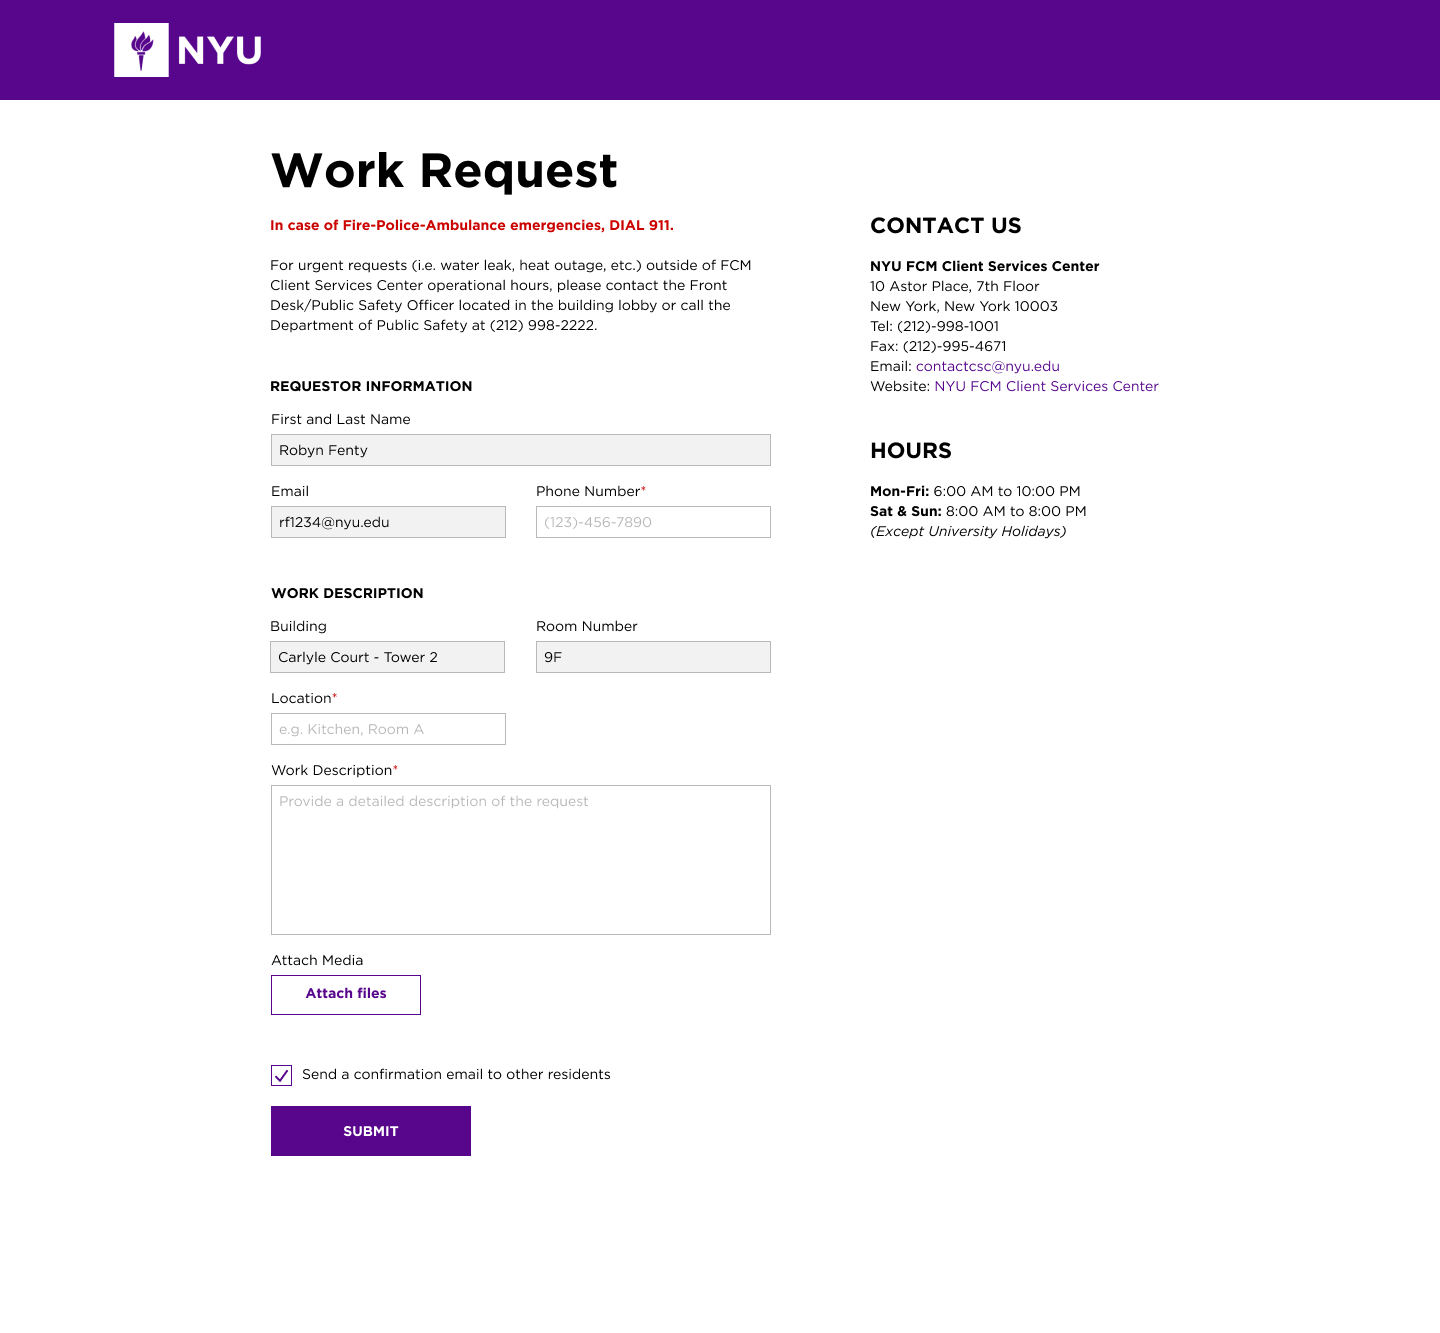 NYU
Work Request
In case of Fire-Police-Ambulance emergencies, DIAL 911.
For urgent requests (i.e. water leak, heat outage, etc.) outside of FCM
Client Services Center operational hours, please contact the Front
Desk/Public Safety Officer located in the building lobby or call the
Department of Public Safety at (212) 998-2222.
REQUESTOR INFORMATION
First and Last Name
Robyn Fenty
Email
Phone Number*
rf1234@nyu.edu
(123)-456-7890
WORK DESCRIPTION
Building
Room Number
Carlyle Court - Tower 2
9F
Location*
e.g. Kitchen, Room A
Work Description*
Provide a detailed description of the request
Attach Media
Attach files
Send a confirmation email to other residents
SUBMIT
CONTACT US
NYU FCM Client Services Center
10 Astor Place, 7th Floor
New York, New York 10003
Tel: (212)-998-1001
Fax: (212)-995-4671
Email: contactcsc@nyu.edu
Website: NYU FCM Client Services Center
HOURS
Mon-Fri: 6:00 AM to 10:00 PM
Sat & Sun: 8:00 AM to 8:00 PM
(Except University Holidays)